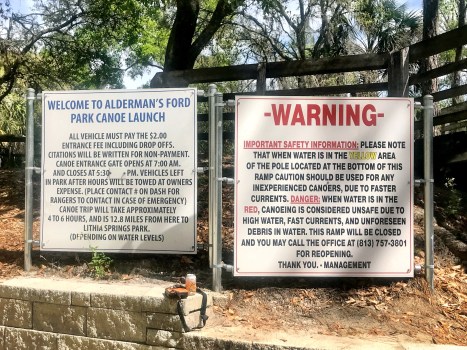 WELCOME TO ALDERMAN'S FORD
PARK CANOE LAUNCH
ALL VEHICLE MUST PAY THE $2.00
ENTRANCE FEE INCLUDING DROP OFFS.
CITATIONS WILL BE WRITTEN FOR NON-PAYMENT.
CANOE ENTRANCE GATE OPENS AT 7:00 AM.
AND CLOSES AT 5:30 PM. VEHICLES LEFT
IN PARK AFTER HOURS WILL BE TOWED AT OWNERS
EXPENSE. (PLACE CONTACT # ON DASH FOR
RANGERS TO CONTACT IN CASE OF EMERGENCY)
CANOE TRIP WILL TAKE APPROXIMATELY
4 TO 6 HOURS, AND IS 12.8 MILES FROM HERE TO
LITHIA SPRINGS PARK.
(DEPENDING ON WATER LEVELS)
-WARNING-
IMPORTANT SAFETY INFORMATION: PLEASE NOTE
THAT WHEN WATER IS IN THE YELLOW AREA
OF THE POLE LOCATED AT THE BOTTOM OF THIS
RAMP CAUTION SHOULD BE USED FOR ANY
INEXPERIENCED CANOERS, DUE TO FASTER
CURRENTS. DANGER: WHEN WATER IS IN THE
RED, CANOEING IS CONSIDERED UNSAFE DUE TO
HIGH WATER, FAST CURRENTS, AND UNFORESEEN
DEBRIS IN WATER. THIS RAMP WILL BE CLOSED
AND YOU MAY CALL THE OFFICE AT (813) 757-3801
FOR REOPENING.
THANK YOU. - MANAGEMENT